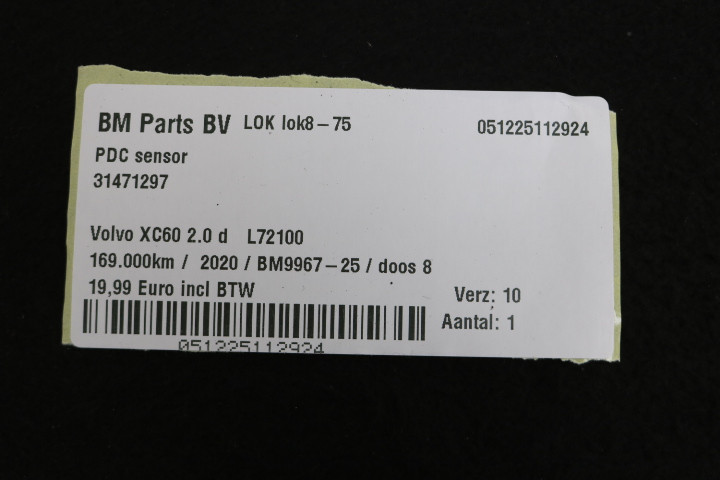 BM Parts BV LOK lok8-75 051225112924
PDC sensor
31471297
Volvo XC60 2.0 d L72100
169.000km / 2020 / BM9967-25 / doos 8
19,99 Euro incl BTW
Verz: 10
Aantal: 1
051225112924